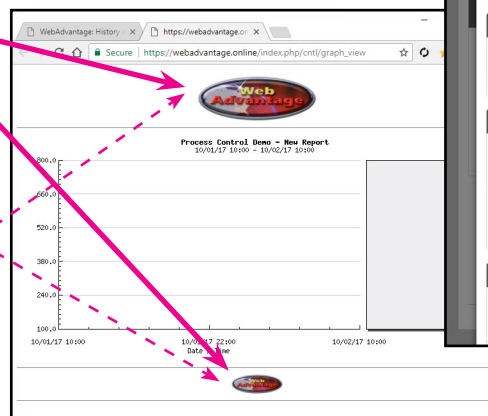 WebAdvantage: History
https://webadvantage.on
Secure
https://webadvantage.online/index.php/cntl/graph_view
Web
Advantage
Process Control Demo - New Report
10/01/17 10:00 - 10/02/17 10:00
800.0
660.0
520.0
380.0
240.0
100.0
10/01/17 10:00
10/01/17 22:00
10/02/17 10:00
Date / Time
Web
Advantage